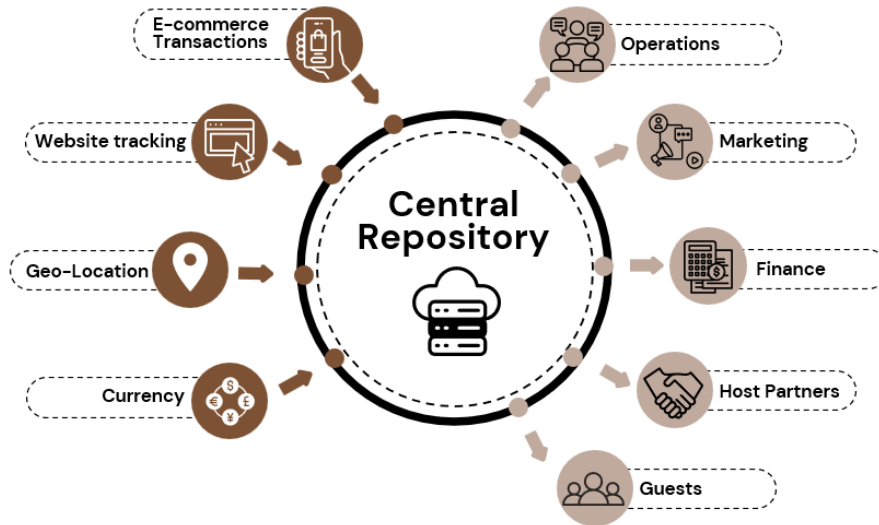 E-commerce
Transactions
Website tracking
Geo-Location
Currency
$
€
£
¥
Central
Repository
Operations
Marketing
$
Finance
Host Partners
Guests